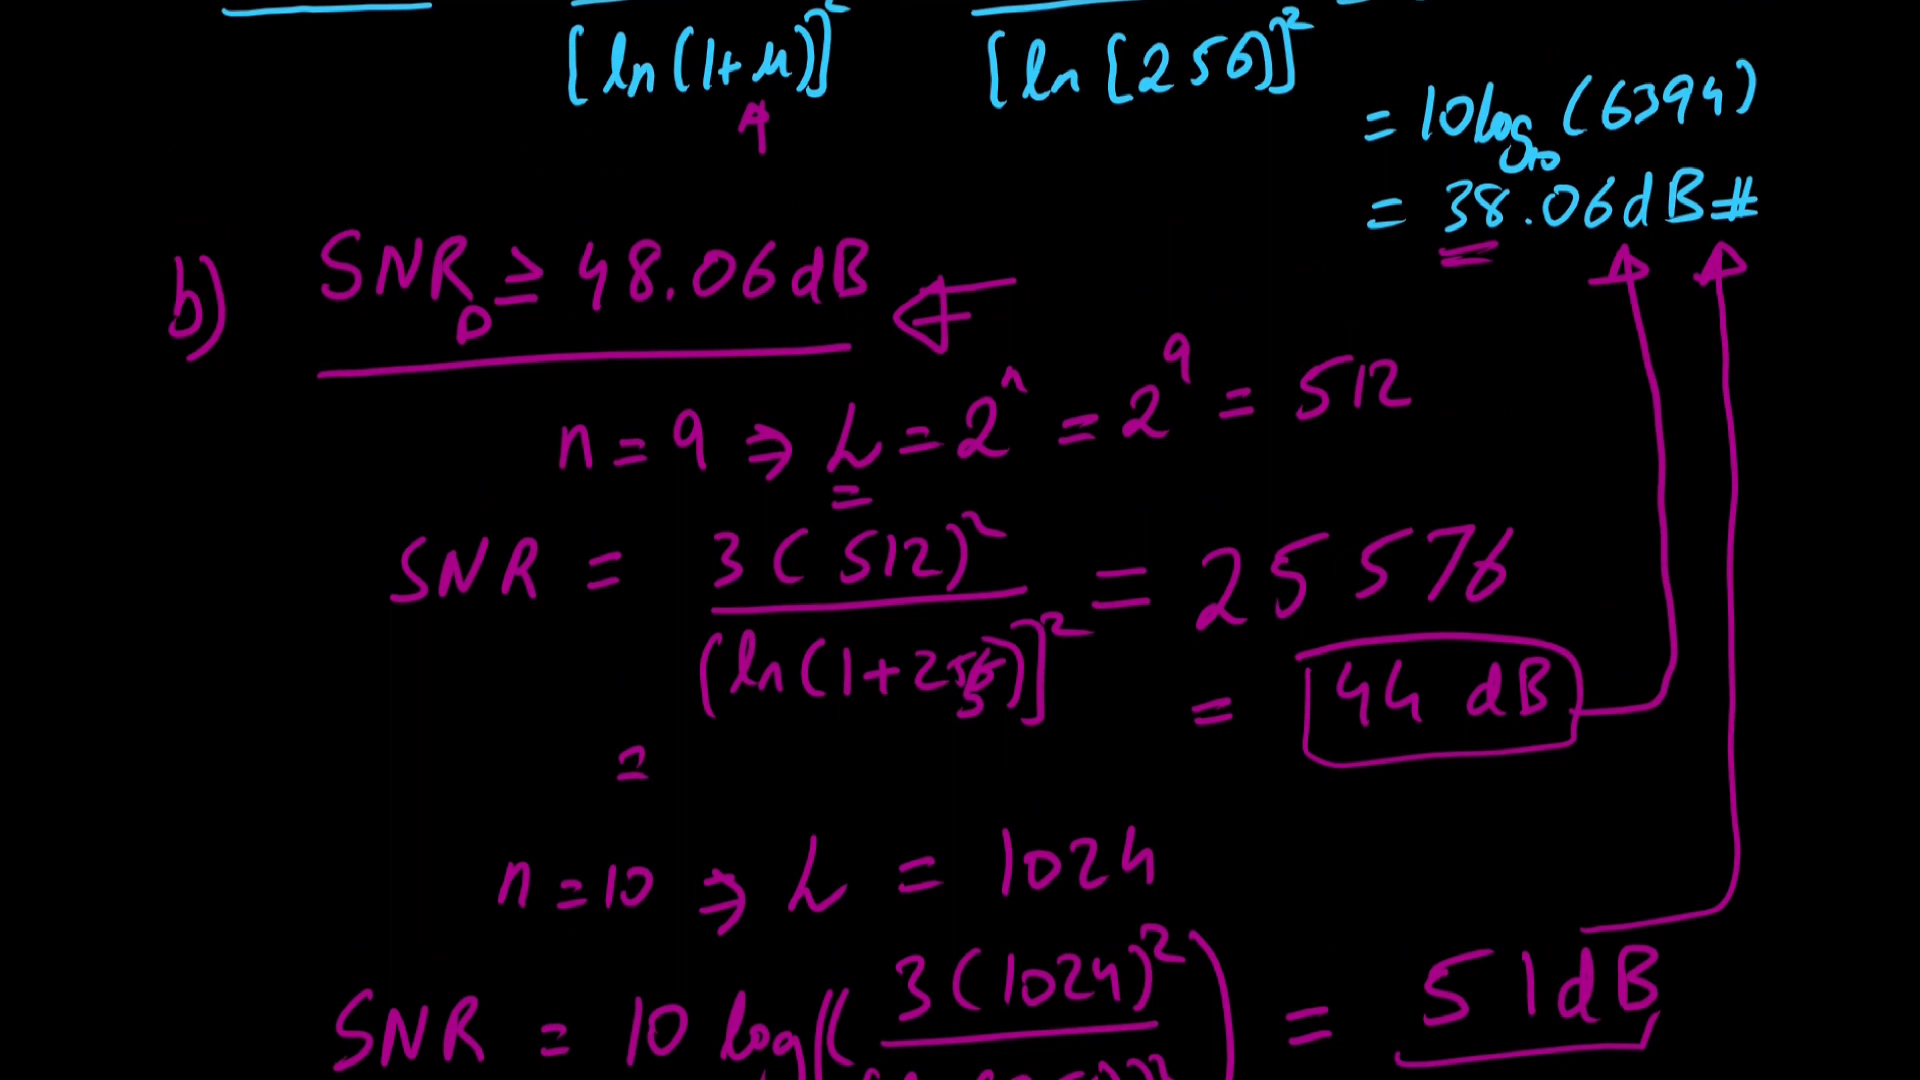 [ln(1+μ)]² [ln[256]]²
= 10log₁₀(6394)
= 38.06dB#
b) SNR_D ≥ 48.06dB
n = 9 ⇒ L = 2ⁿ = 2⁹ = 512
SNR = 3(512)² / [ln(1+255)]² = 25576
= 44 dB
=
n = 10 ⇒ L = 1024
SNR = 10 log((3(1024)² = 51dB